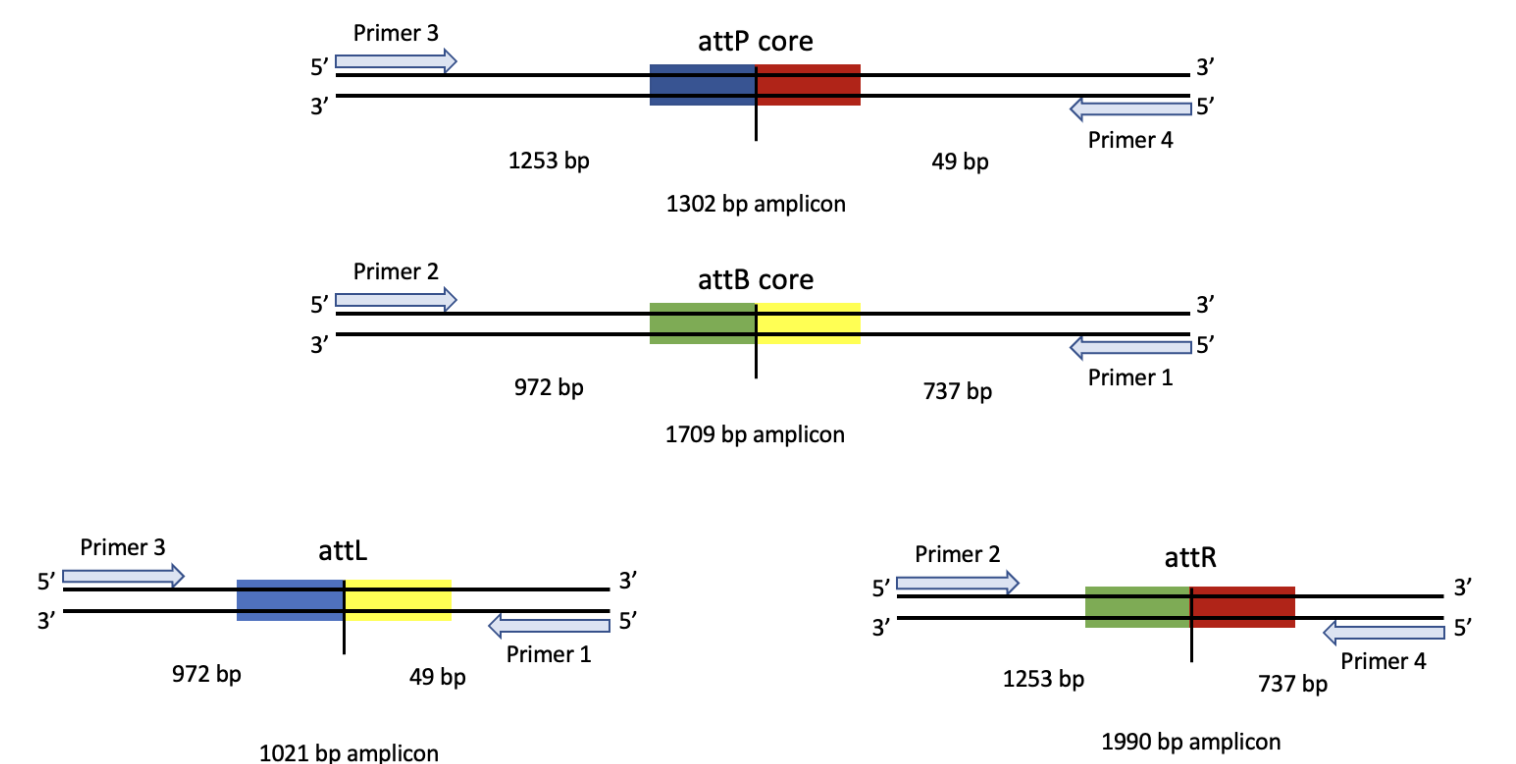 Primer 3
attP core
5’ 3’
3’ 5’
Primer 4
1253 bp 49 bp
1302 bp amplicon
Primer 2
attB core
5’ 3’
3’ 5’
Primer 1
972 bp 737 bp
1709 bp amplicon
Primer 3
attL
5’ 3’
3’ 5’
Primer 1
972 bp 49 bp
1021 bp amplicon
Primer 2
attR
5’ 3’
3’ 5’
Primer 4
1253 bp 737 bp
1990 bp amplicon